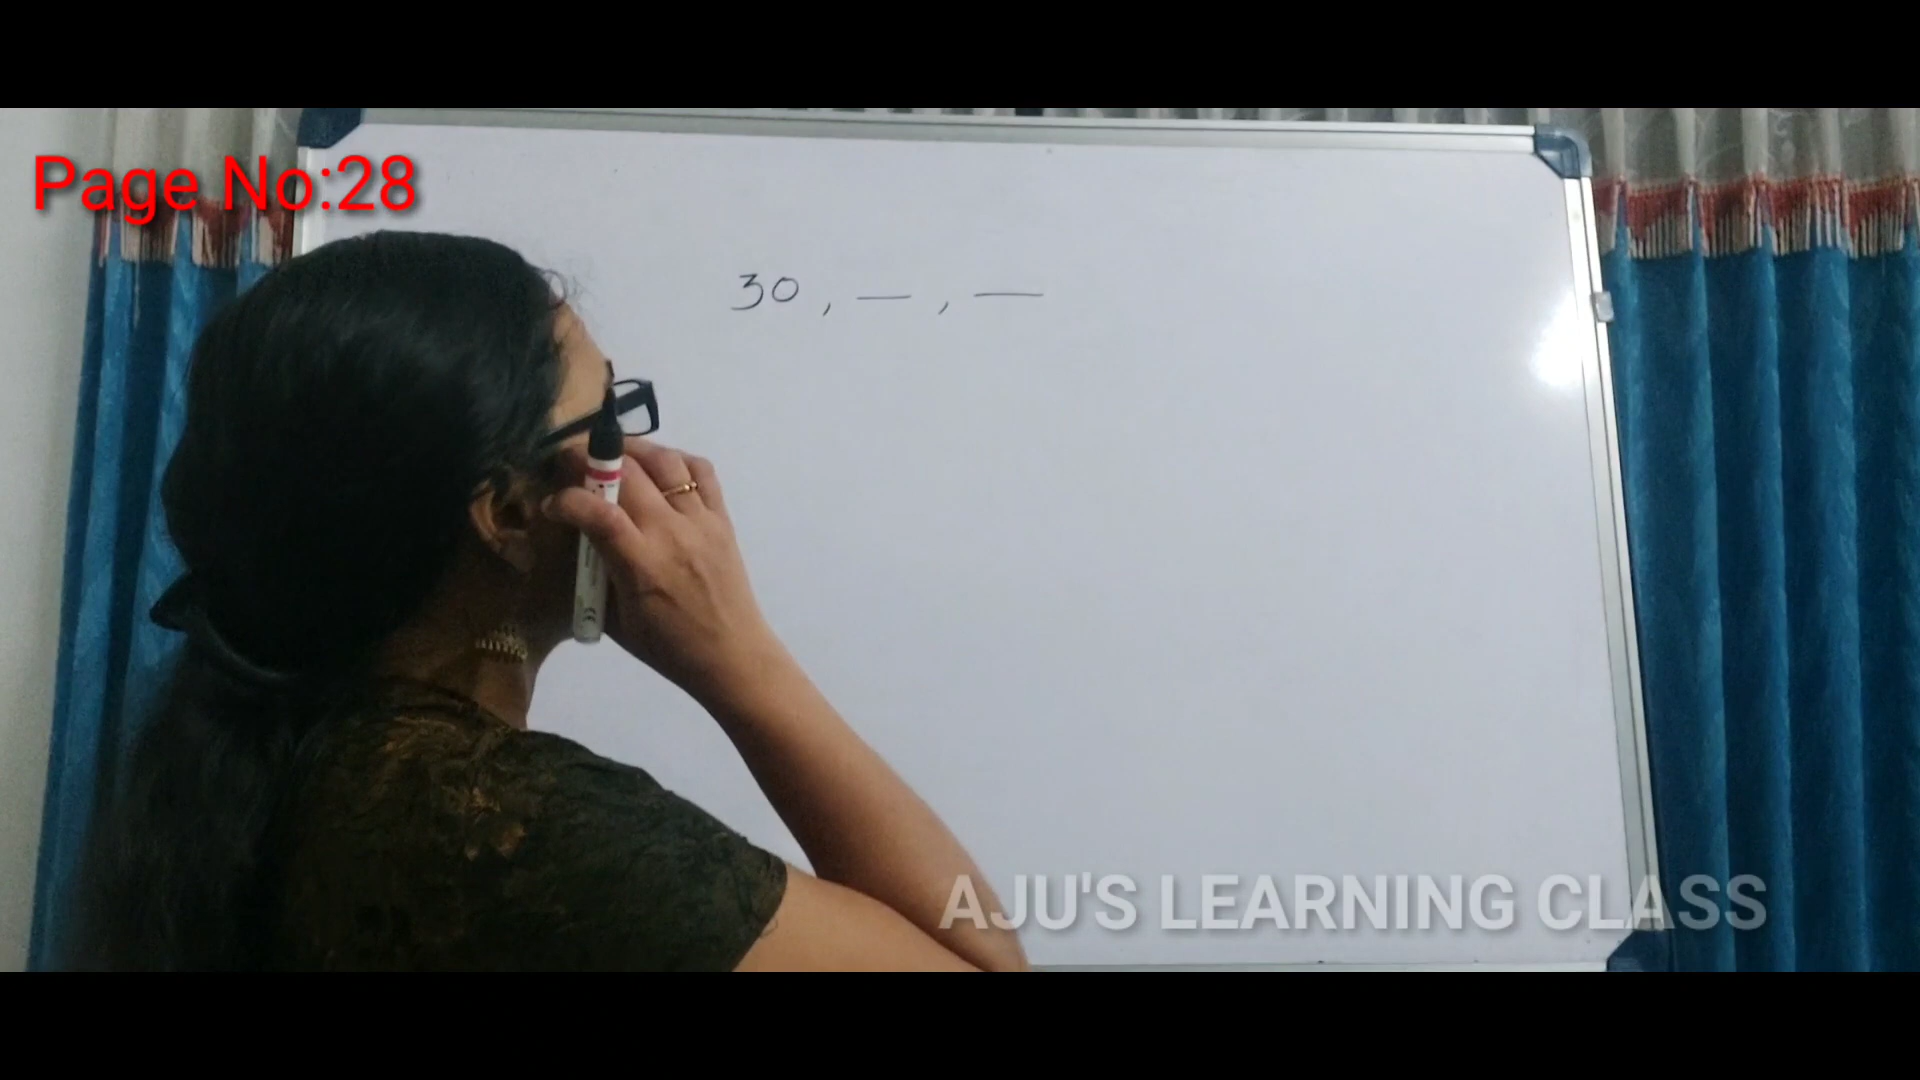 Page No:28
30, __, __
AJU'S LEARNING CLASS